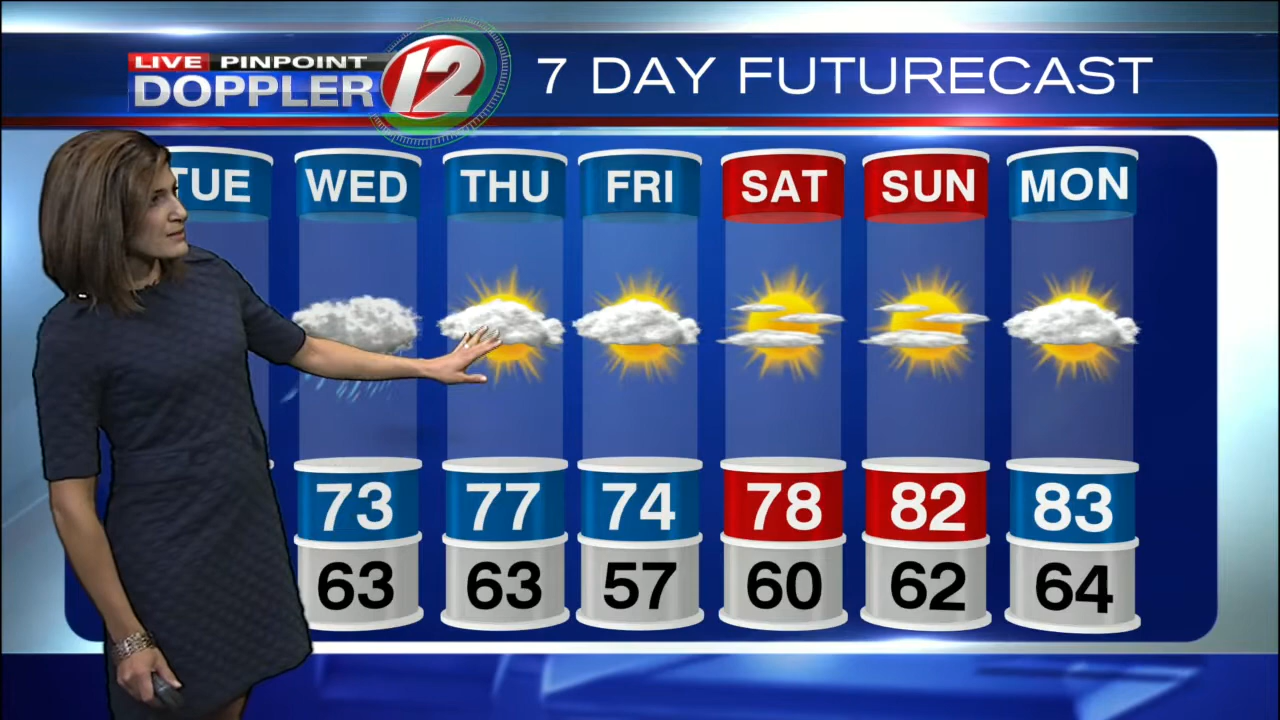 LIVE PINPOINT
DOPPLER 12
7 DAY FUTURECAST
TUE WED THU FRI SAT SUN MON
73 77 74 78 82 83
63 63 57 60 62 64